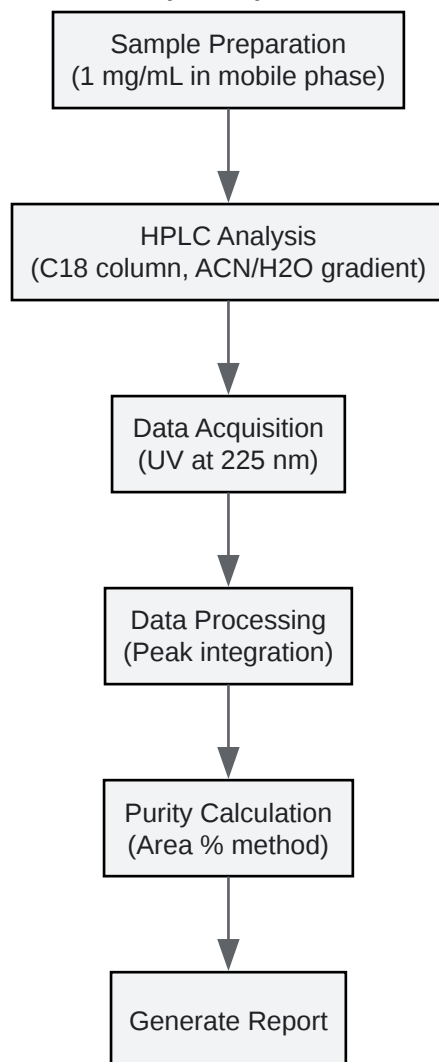 Sample Preparation
(1 mg/mL in mobile phase)
HPLC Analysis
(C18 column, ACN/H2O gradient)
Data Acquisition
(UV at 225 nm)
Data Processing
(Peak integration)
Purity Calculation
(Area % method)
Generate Report